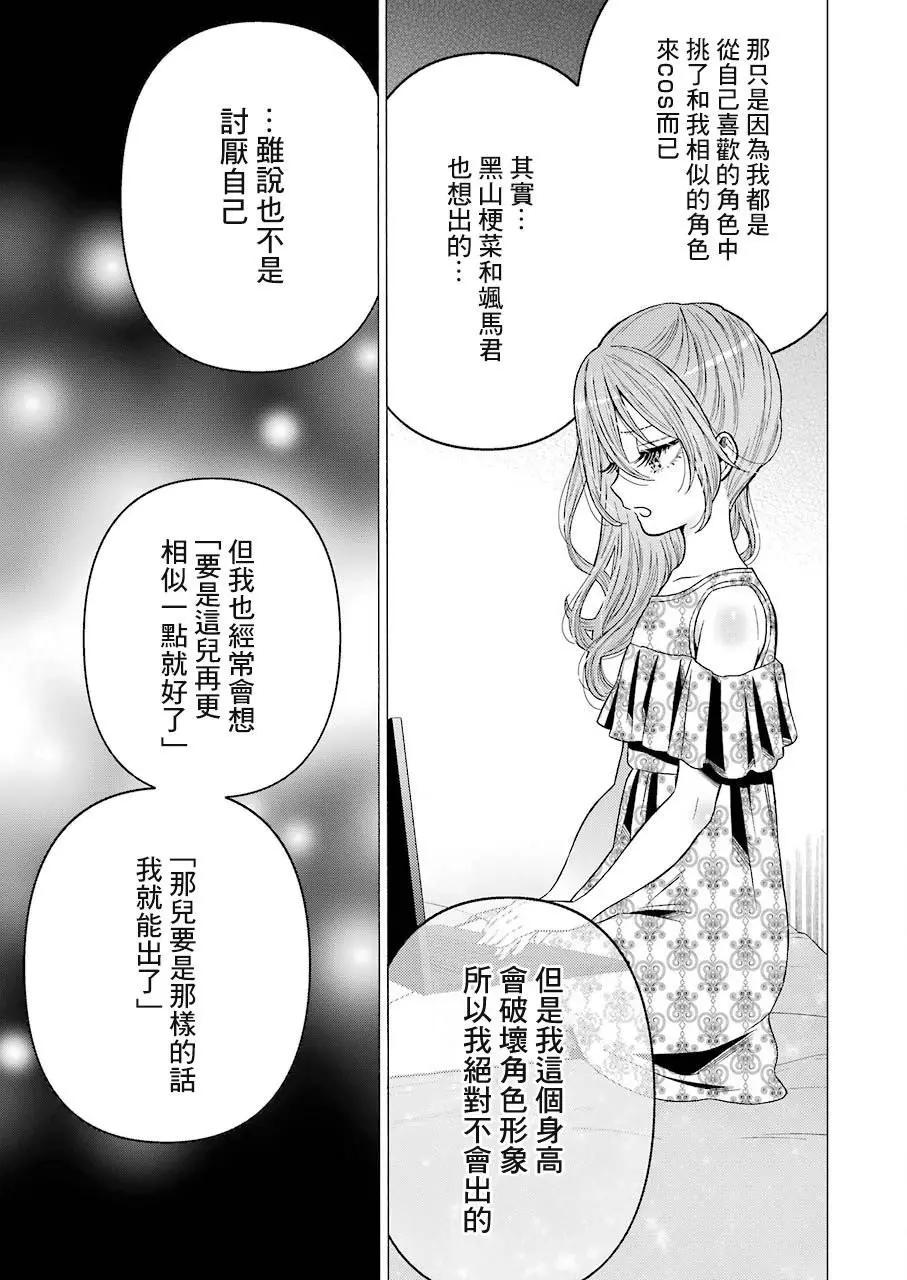 那只是因為我都是
從自己喜歡的角色中
挑了和我相似的角色
來cos而已
其實…
黑山梗菜和颯馬君
也想出的…
但是我這個身高
會破壞角色形象
所以我絕對不會出的
…雖說也不是
討厭自己
但我也經常會想
「要是這兒再更
相似一點就好了」
「那兒要是那樣的話
我就能出了」